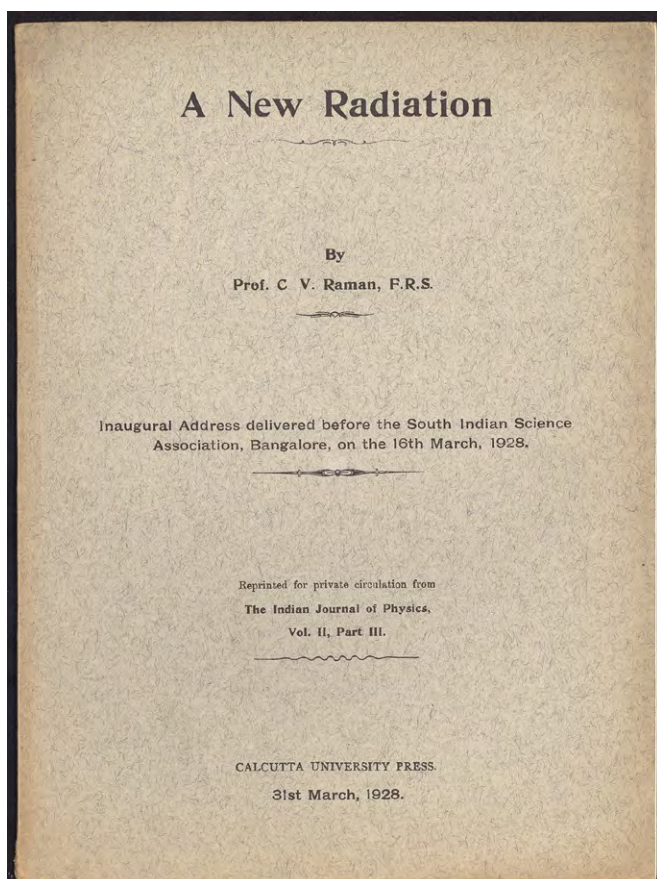 A New Radiation
By
Prof. C V. Raman, F.R.S.
Inaugural Address delivered before the South Indian Science
Association, Bangalore, on the 16th March, 1928.
Reprinted for private circulation from
The Indian Journal of Physics,
Vol. II, Part III.
CALCUTTA UNIVERSITY PRESS.
31st March, 1928.